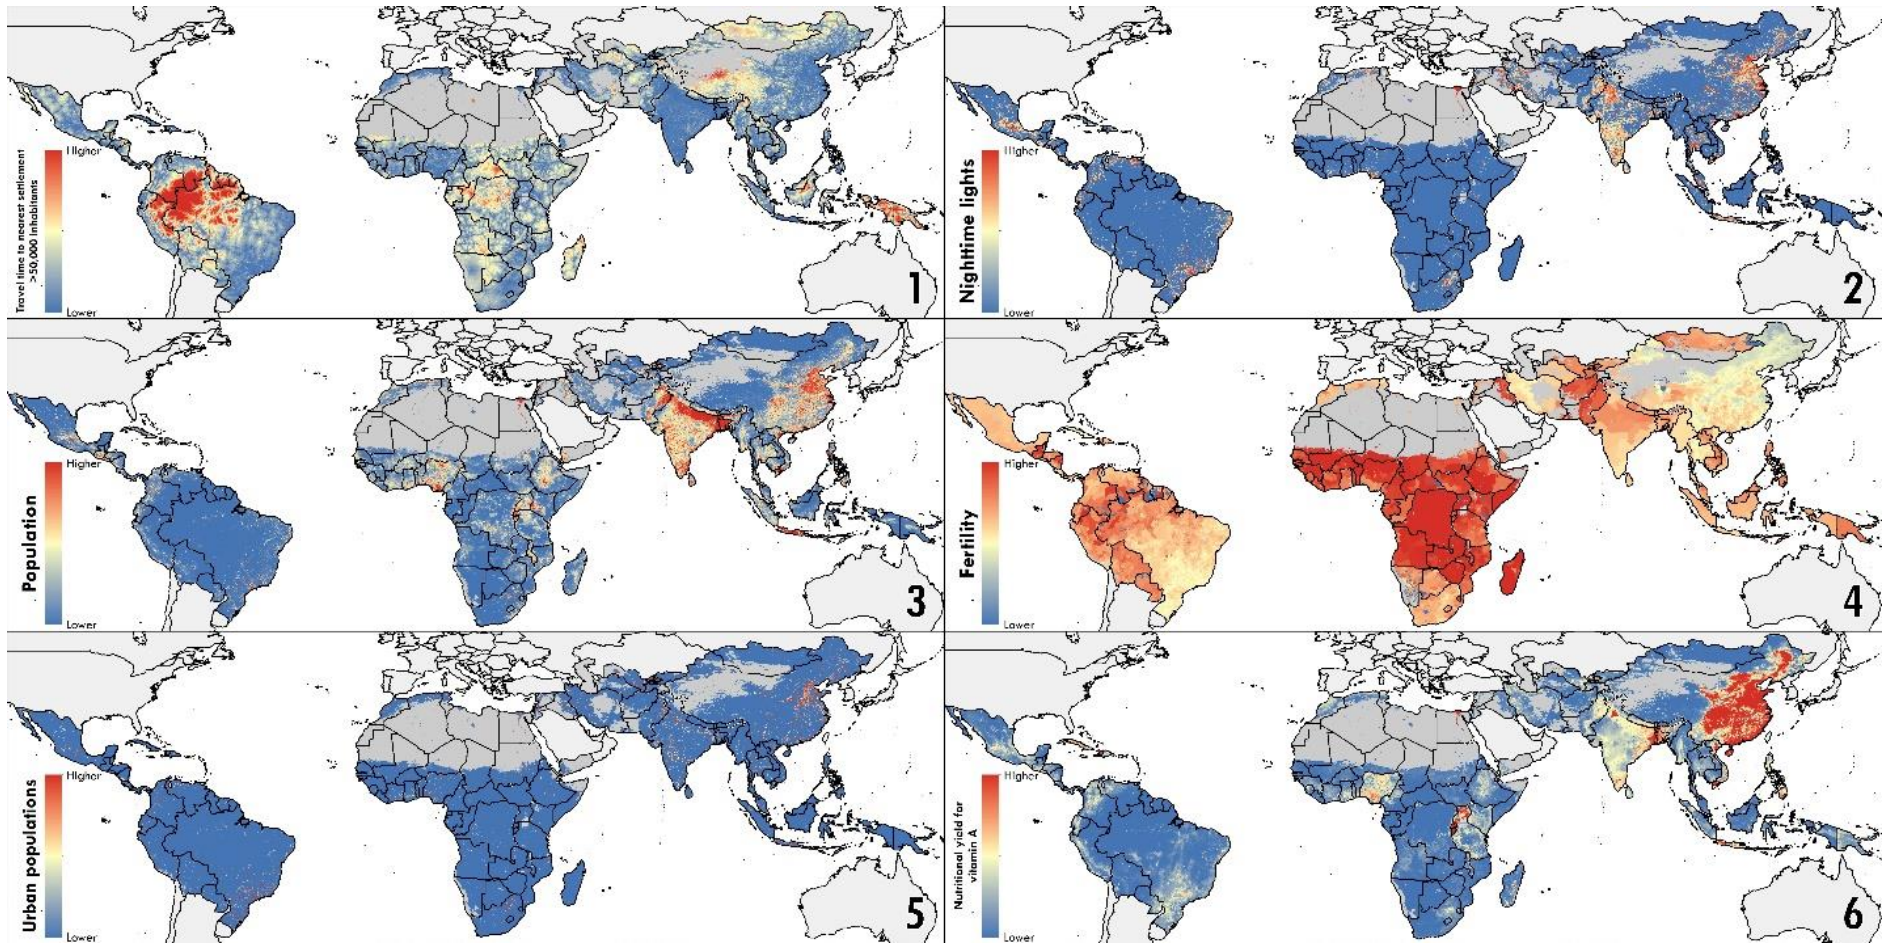 Travel time to nearest settlement
>50,000 inhabitants
Higher
Lower
1
Nighttime lights
Higher
Lower
2
Population
Higher
Lower
3
Fertility
Higher
Lower
4
Urban populations
Higher
Lower
5
Nutritional yield for
vitamin A
Higher
Lower
6